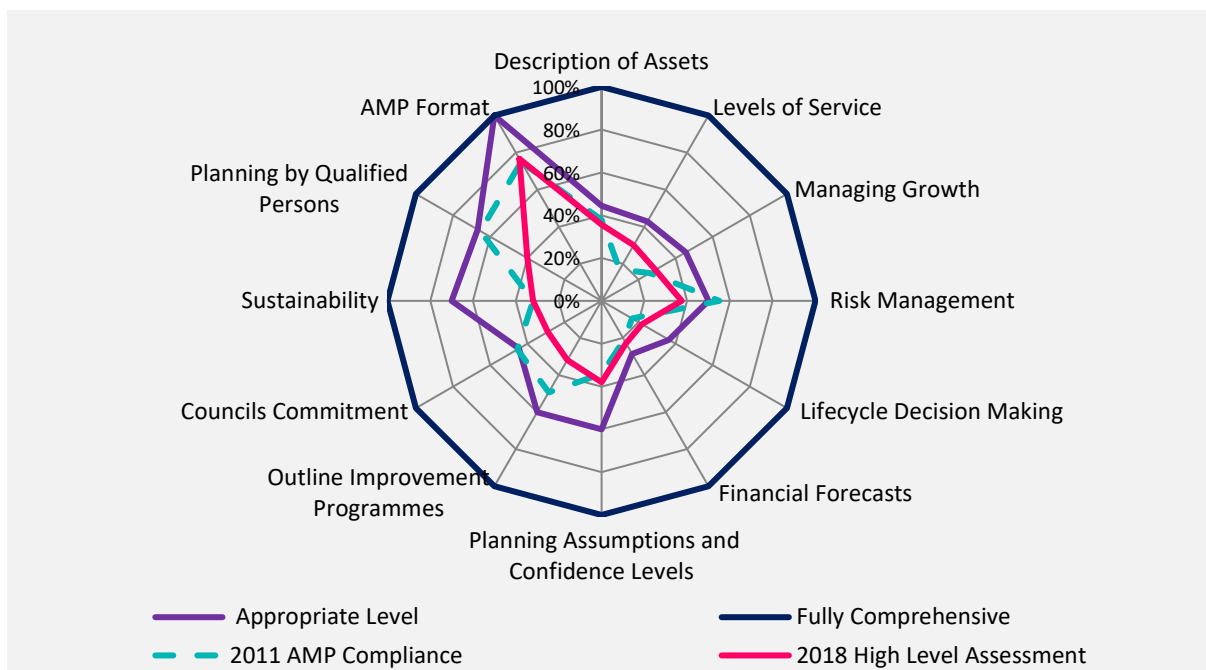 Description of Assets
100%
AMP Format
Levels of Service
80%
Planning by Qualified
Persons
60%
Managing Growth
40%
20%
Sustainability
0%
Risk Management
Councils Commitment
Lifecycle Decision Making
Outline Improvement
Programmes
Financial Forecasts
Planning Assumptions and
Confidence Levels
Appropriate Level
Fully Comprehensive
2011 AMP Compliance
2018 High Level Assessment